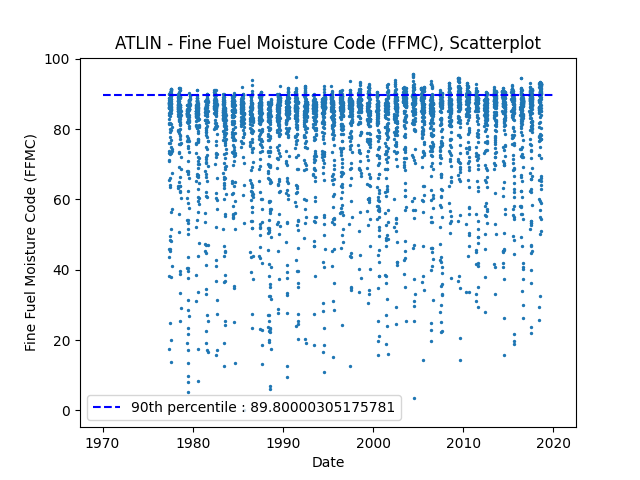 ATLIN - Fine Fuel Moisture Code (FFMC), Scatterplot
Fine Fuel Moisture Code (FFMC)
100
80
60
40
20
0
90th percentile : 89.80000305175781
1970 1980 1990 2000 2010 2020
Date